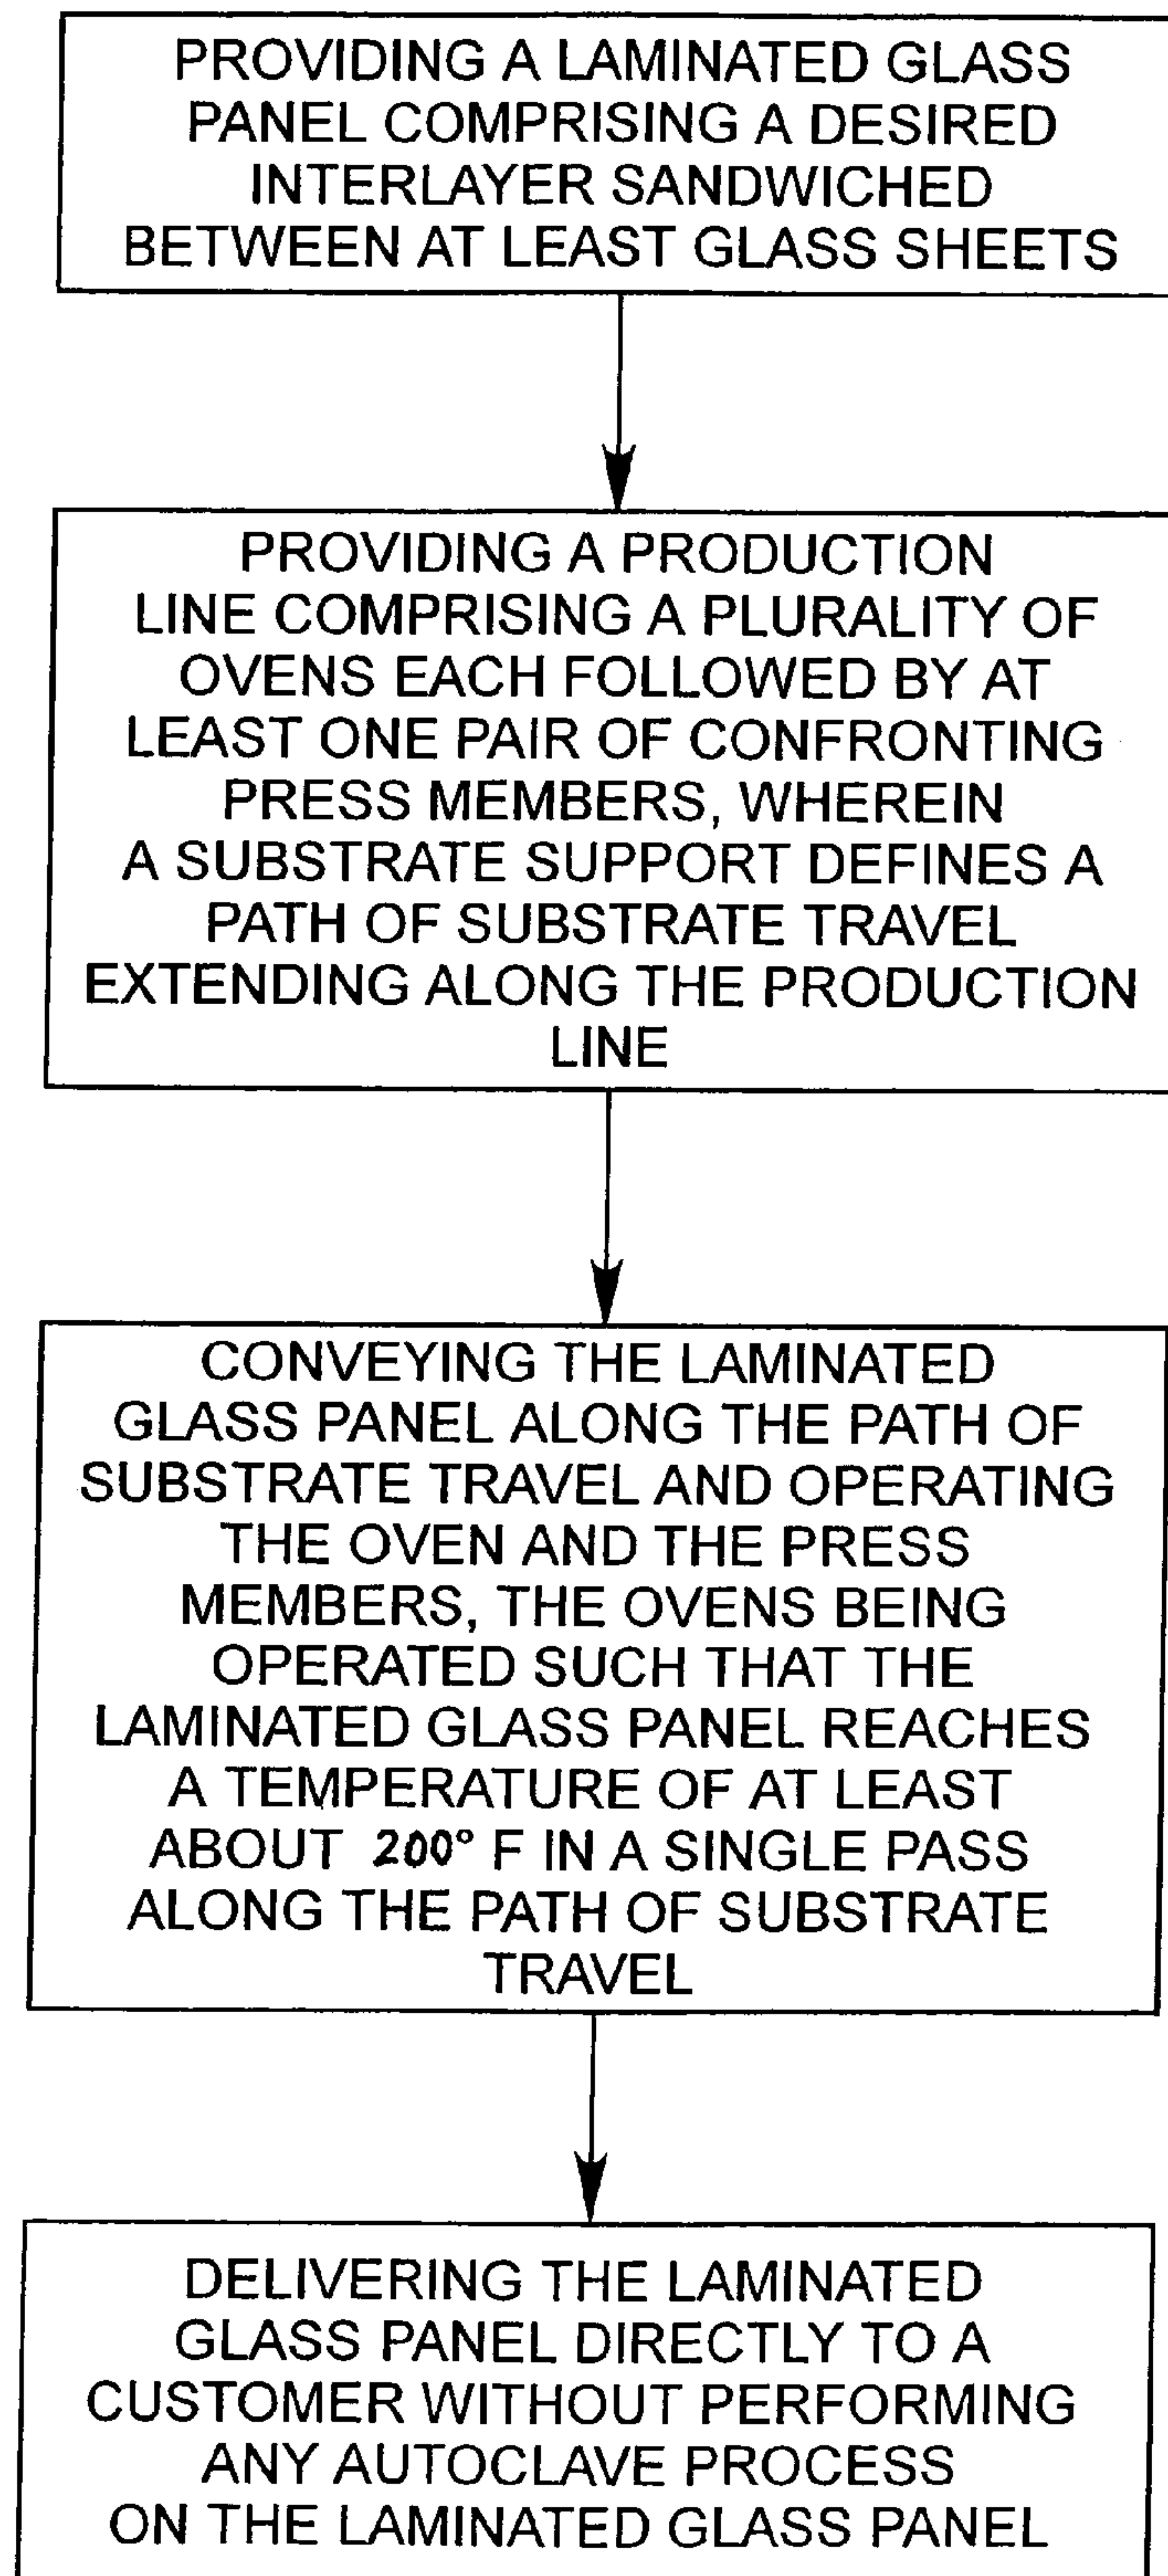 PROVIDING A LAMINATED GLASS
PANEL COMPRISING A DESIRED
INTERLAYER SANDWICHED
BETWEEN AT LEAST GLASS SHEETS
PROVIDING A PRODUCTION
LINE COMPRISING A PLURALITY OF
OVENS EACH FOLLOWED BY AT
LEAST ONE PAIR OF CONFRONTING
PRESS MEMBERS, WHEREIN
A SUBSTRATE SUPPORT DEFINES A
PATH OF SUBSTRATE TRAVEL
EXTENDING ALONG THE PRODUCTION
LINE
CONVEYING THE LAMINATED
GLASS PANEL ALONG THE PATH OF
SUBSTRATE TRAVEL AND OPERATING
THE OVEN AND THE PRESS
MEMBERS, THE OVENS BEING
OPERATED SUCH THAT THE
LAMINATED GLASS PANEL REACHES
A TEMPERATURE OF AT LEAST
ABOUT 200° F IN A SINGLE PASS
ALONG THE PATH OF SUBSTRATE
TRAVEL
DELIVERING THE LAMINATED
GLASS PANEL DIRECTLY TO A
CUSTOMER WITHOUT PERFORMING
ANY AUTOCLAVE PROCESS
ON THE LAMINATED GLASS PANEL